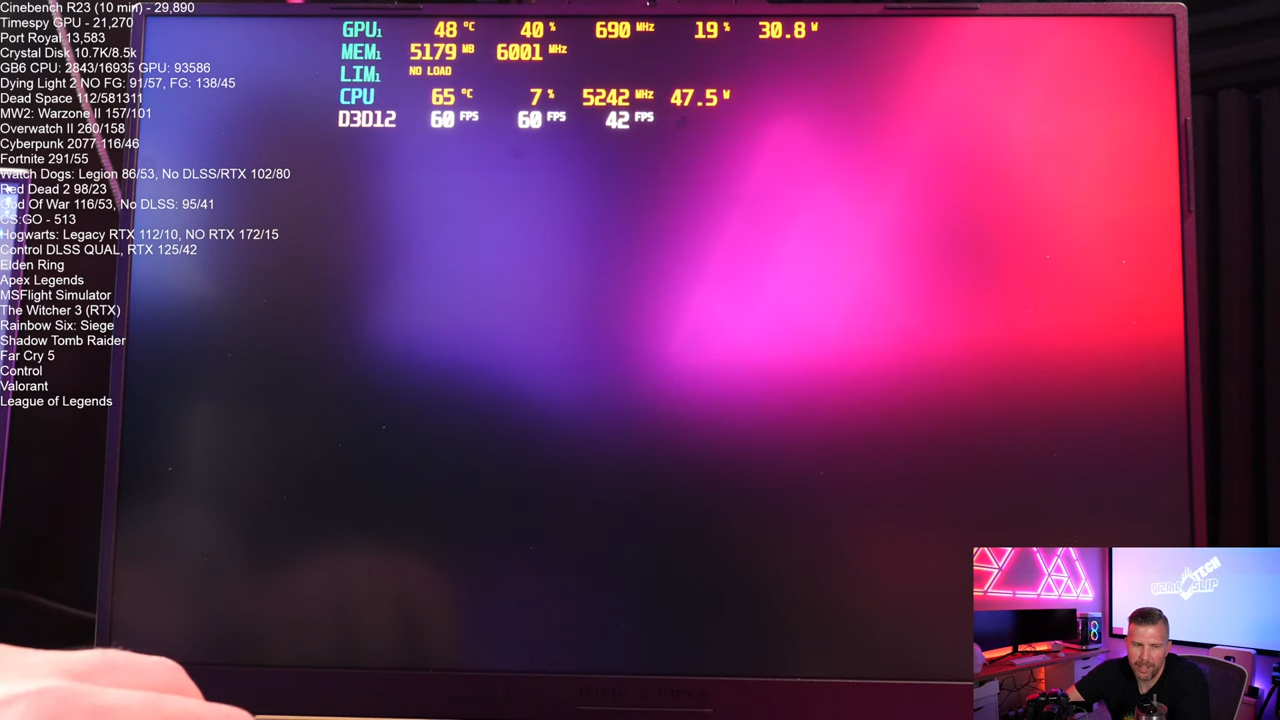 Cinebench R23 (10 min) - 29,890
Timespy GPU - 21,270
Port Royal 13,583
Crystal Disk 10.7K/8.5k
GB6 CPU: 2843/16935 GPU: 93586
Dying Light 2 NO FG: 91/57, FG: 138/45
Dead Space 112/581311
MW2: Warzone II 157/101
Overwatch II 260/158
Cyberpunk 2077 116/46
Fortnite 291/55
Watch Dogs: Legion 86/53, No DLSS/RTX 102/80
Red Dead 2 98/23
God Of War 116/53, No DLSS: 95/41
CS:GO - 513
Hogwarts: Legacy RTX 112/10, NO RTX 172/15
Control DLSS QUAL, RTX 125/42
Elden Ring
Apex Legends
MSFlight Simulator
The Witcher 3 (RTX)
Rainbow Six: Siege
Shadow Tomb Raider
Far Cry 5
Control
Valorant
League of Legends
GPU1 48 °C 40 % 690 MHz 19 % 30.8 W
MEM1 5179 MB 6001 MHz
LIM1 NO LOAD
CPU 65 °C 7 % 5242 MHz 47.5 W
D3D12 60 FPS 60 FPS 42 FPS
GIZMO SLIP TECH